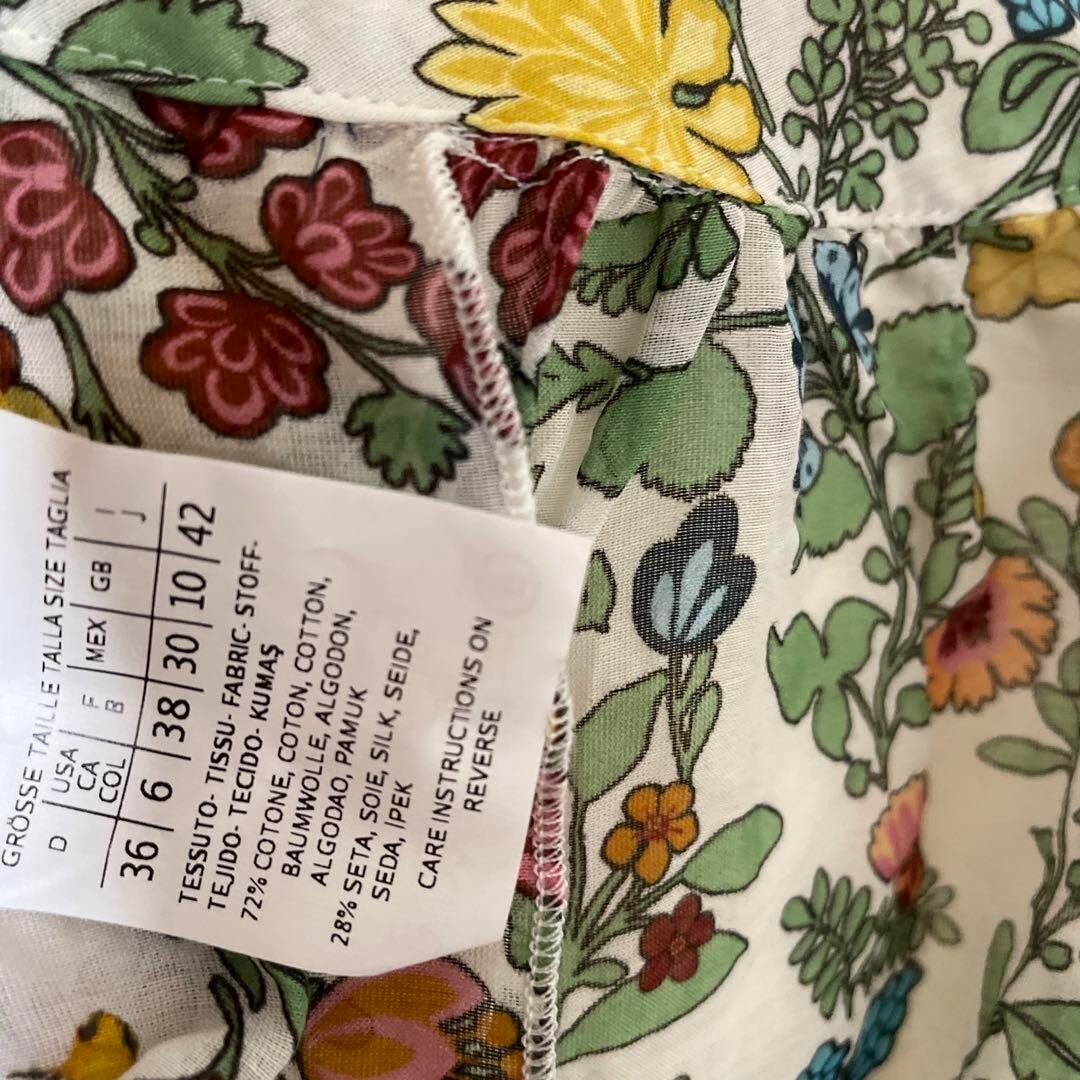 GRÖSSE TAILLE TALLA SIZE TAGLIA
D USA F MEX GB I
CA B J
COL
36 6 38 30 10 42
TESSUTO- TISSU- FABRIC- STOFF.
TEJIDO- TECIDO- KUMAŞ
72% COTONE, COTON, COTTON,
BAUMWOLLE, ALGODON,
ALGODAO, PAMUK
28% SETA, SOIE, SILK, SEIDE,
SEDA, IPEK
CARE INSTRUCTIONS ON
REVERSE